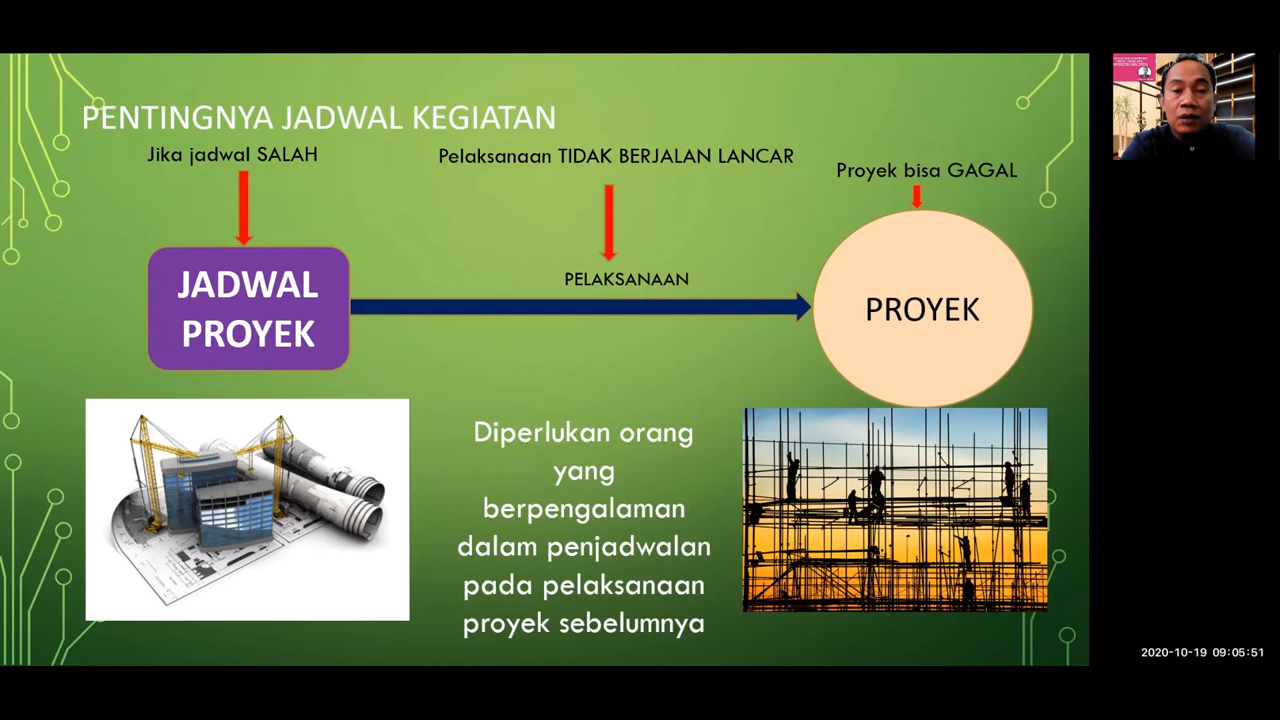 PENTINGNYA JADWAL KEGIATAN
Jika jadwal SALAH
Pelaksanaan TIDAK BERJALAN LANCAR
Proyek bisa GAGAL
JADWAL
PROYEK
PELAKSANAAN
PROYEK
Diperlukan orang
yang
berpengalaman
dalam penjadwalan
pada pelaksanaan
proyek sebelumnya
2020-10-19 09:05:51